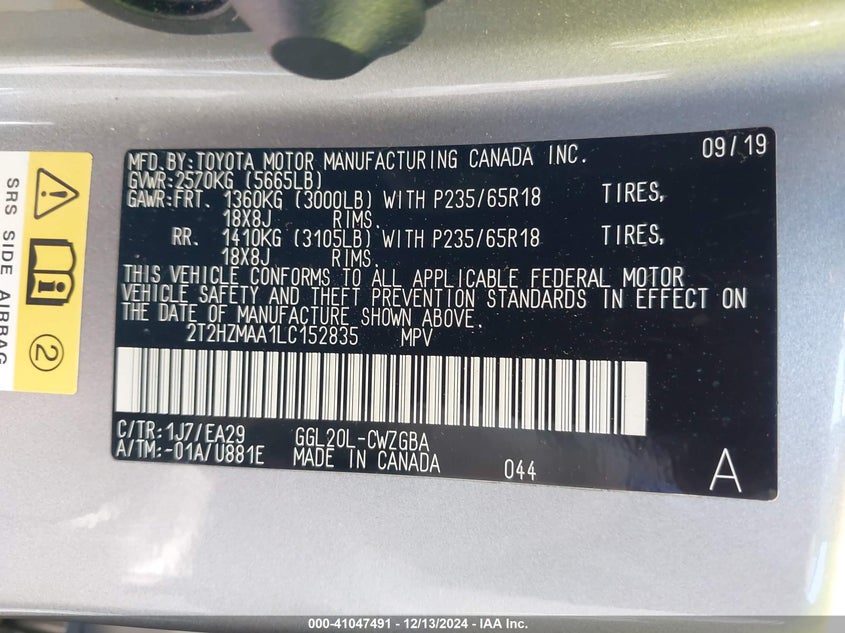 MFD. BY: TOYOTA MOTOR MANUFACTURING CANADA INC. 09/19
GVWR: 2570KG (5665LB)
GAWR: FRT. 1360KG (3000LB) WITH P235/65R18 TIRES,
18X8J RIMS.
RR. 1410KG (3105LB) WITH P235/65R18 TIRES,
18X8J RIMS.
THIS VEHICLE CONFORMS TO ALL APPLICABLE FEDERAL MOTOR
VEHICLE SAFETY AND THEFT PREVENTION STANDARDS IN EFFECT ON
THE DATE OF MANUFACTURE SHOWN ABOVE.
2T2HZMAA1LC152835 MPV
C/TR: 1J7/EA29 GGL20L-CWZGBA
A/TM: -01A/U881E MADE IN CANADA 044 A
SRS SIDE AIRBAG
2
000-41047491 - 12/13/2024 - IAA Inc.